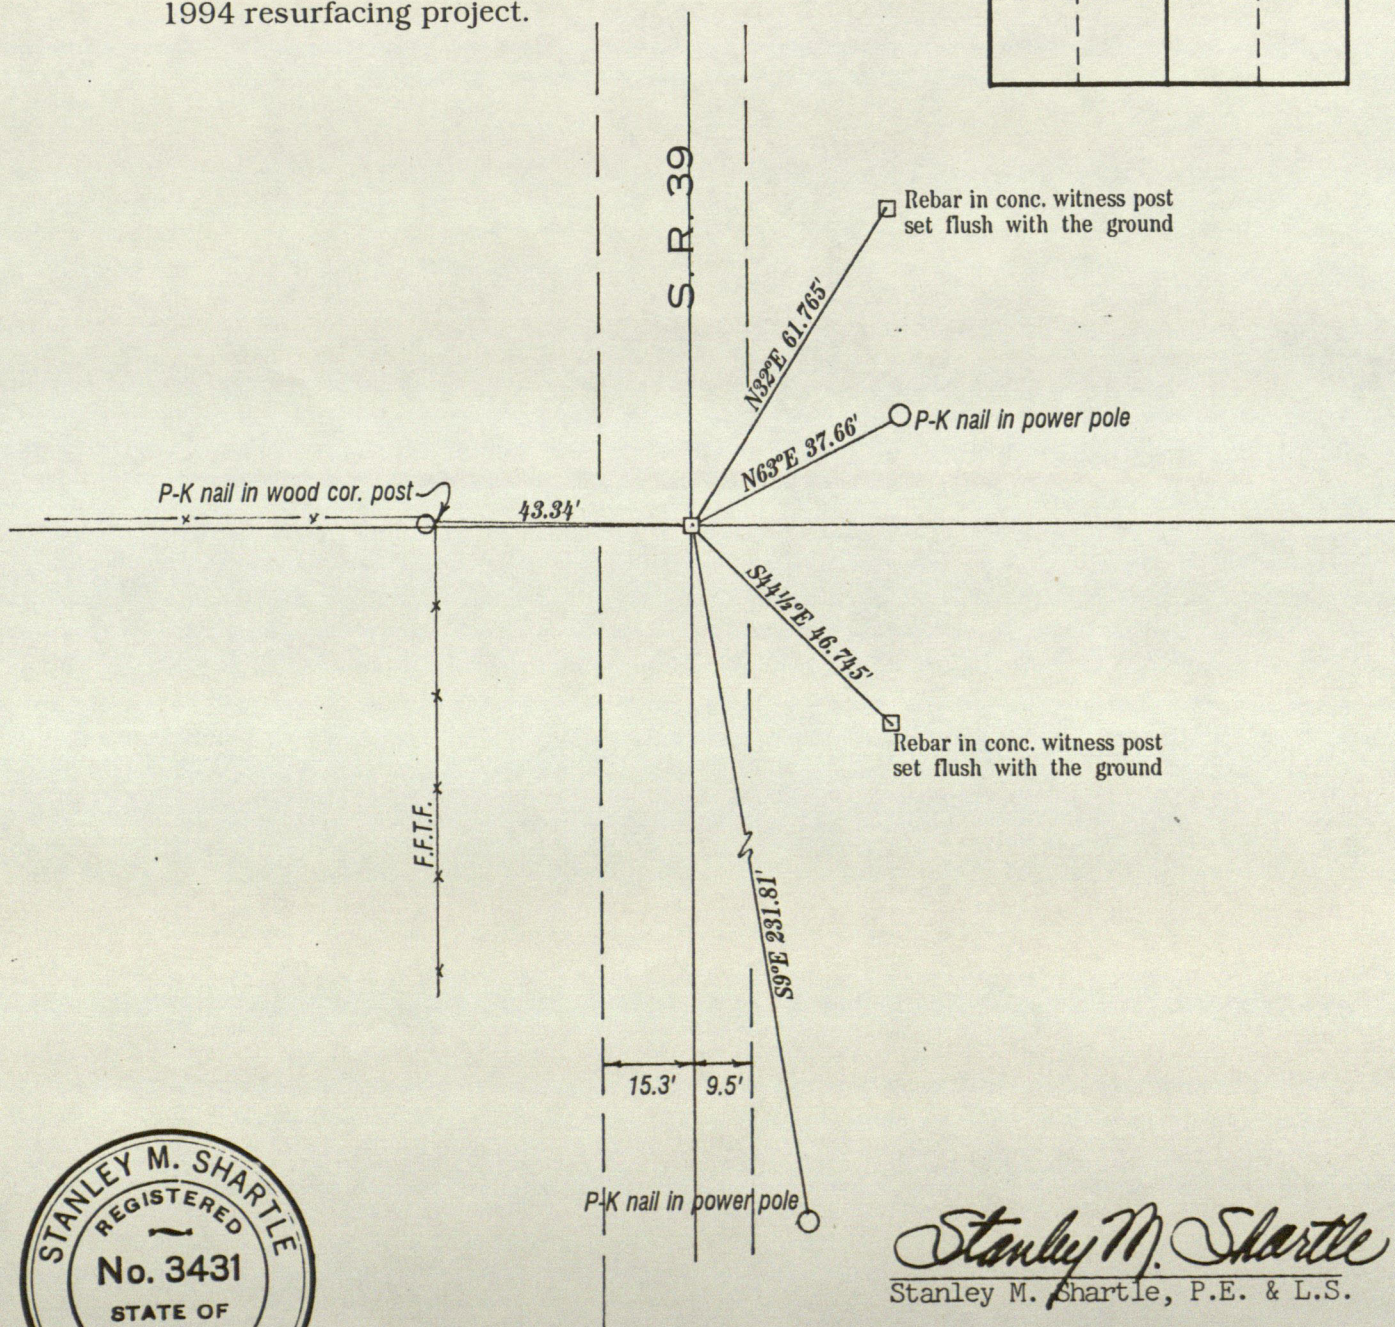 1994 resurfacing project.
S. R. 39
Rebar in conc. witness post
set flush with the ground
N32°E 61.765'
P-K nail in power pole
N63°E 37.66'
P-K nail in wood cor. post
43.34'
S44½°E 46.745'
Rebar in conc. witness post
set flush with the ground
F.F.T.F.
S9°E 231.81'
15.3'
9.5'
P-K nail in power pole
STANLEY M. SHARTLE
REGISTERED
No. 3431
STATE OF
Stanley M. Shartle
Stanley M. Shartle, P.E. & L.S.